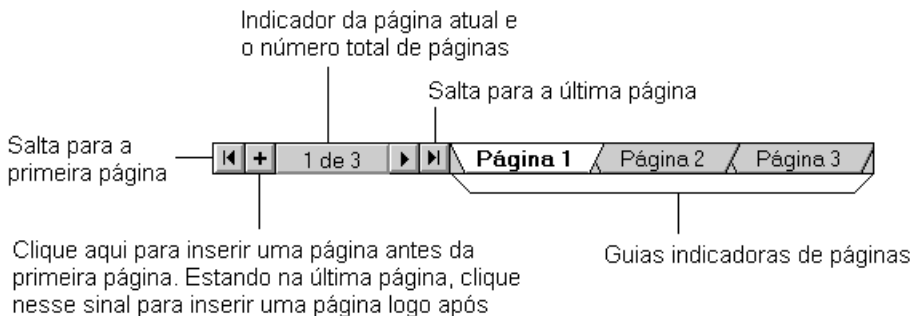 Indicador da página atual e
o número total de páginas
Salta para a última página
Salta para a
primeira página
+ 1 de 3 Página 1 Página 2 Página 3
Clique aqui para inserir uma página antes da
primeira página. Estando na última página, clique
nesse sinal para inserir uma página logo após
Guias indicadoras de páginas